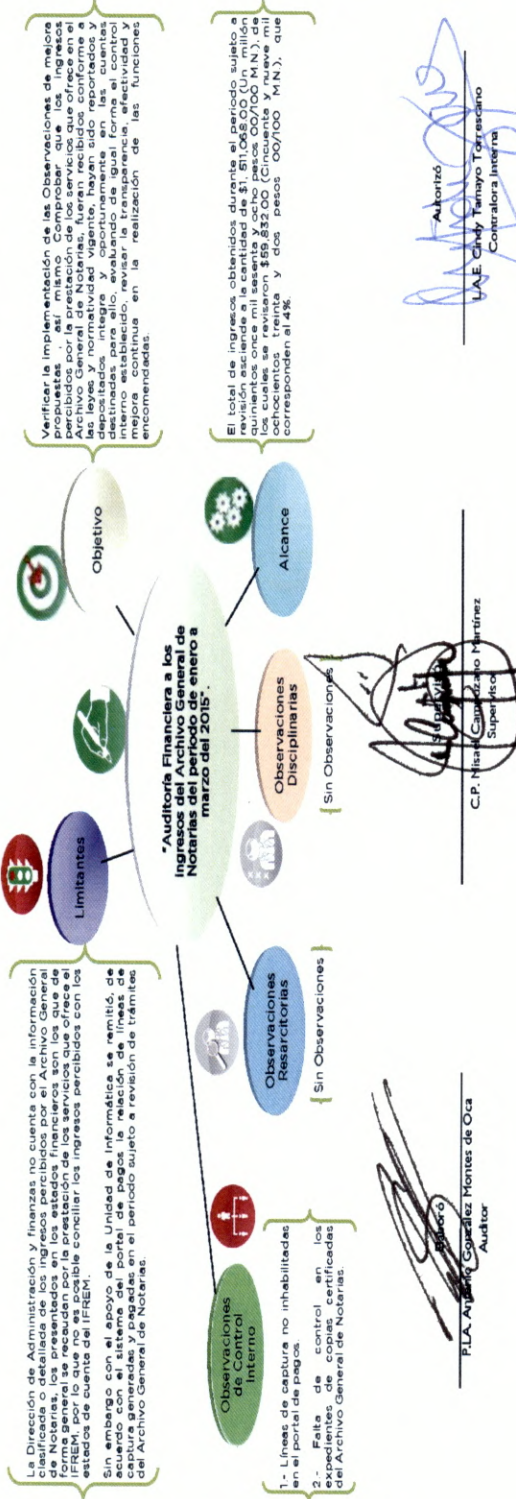 La Dirección de Administración y finanzas no cuenta con la información
clasificada o detallada de los ingresos percibidos por el Archivo General
de Notarías, los presentados en los estados financieros son los que de
forma general se recaudan por la prestación de los servicios que ofrece el
IFREM, por lo que no es posible conciliar los ingresos percibidos con los
estados de cuenta del IFREM.
Sin embargo con el apoyo de la Unidad de Informática se remitió, de
acuerdo con el sistema del portal de pagos la relación de líneas de
captura generadas y pagadas en el periodo sujeto a revisión de trámites
del Archivo General de Notarías.
Limitantes
Objetivo
Verificar la implementación de las Observaciones de mejora
propuestas , así mismo Comprobar que los ingresos
percibidos por la prestación de los servicios que ofrece en el
Archivo General de Notarías, fueran recibidos conforme a
las leyes y normatividad vigente, hayan sido reportados y
depositados íntegra y oportunamente en las cuentas
destinadas para ello, evaluando de igual forma el control
interno establecido, revisar la transparencia, efectividad y
mejora continua en la realización de las funciones
encomendadas.
"Auditoría Financiera a los
ingresos del Archivo General de
Notarías del periodo de enero a
marzo del 2015".
Observaciones
de Control
Interno
1.- Líneas de captura no inhabilitadas
en el portal de pagos.
2.- Falta de control en los
expedientes de copias certificadas
del Archivo General de Notarías.
Observaciones
Resarcitorias
Sin Observaciones
Observaciones
Disciplinarias
Sin Observaciones
Alcance
El total de ingresos obtenidos durante el periodo sujeto a
revisión asciende a la cantidad de $1, 511,068.00 (Un millón
quinientos once mil sesenta y ocho pesos 00/100 M.N.), de
los cuales se revisaron $59,832.00 (Cincuenta y nueve mil
ochocientos treinta y dos pesos 00/100 M.N.), que
corresponden al 4%.
Elaboró
P.L.A. Angelino González Montes de Oca
Auditor
Supervisó
C.P. Misael Campuzano Martínez
Supervisor
Autorizó
L.A.E. Cindy Tamayo Torrescano
Contralora Interna